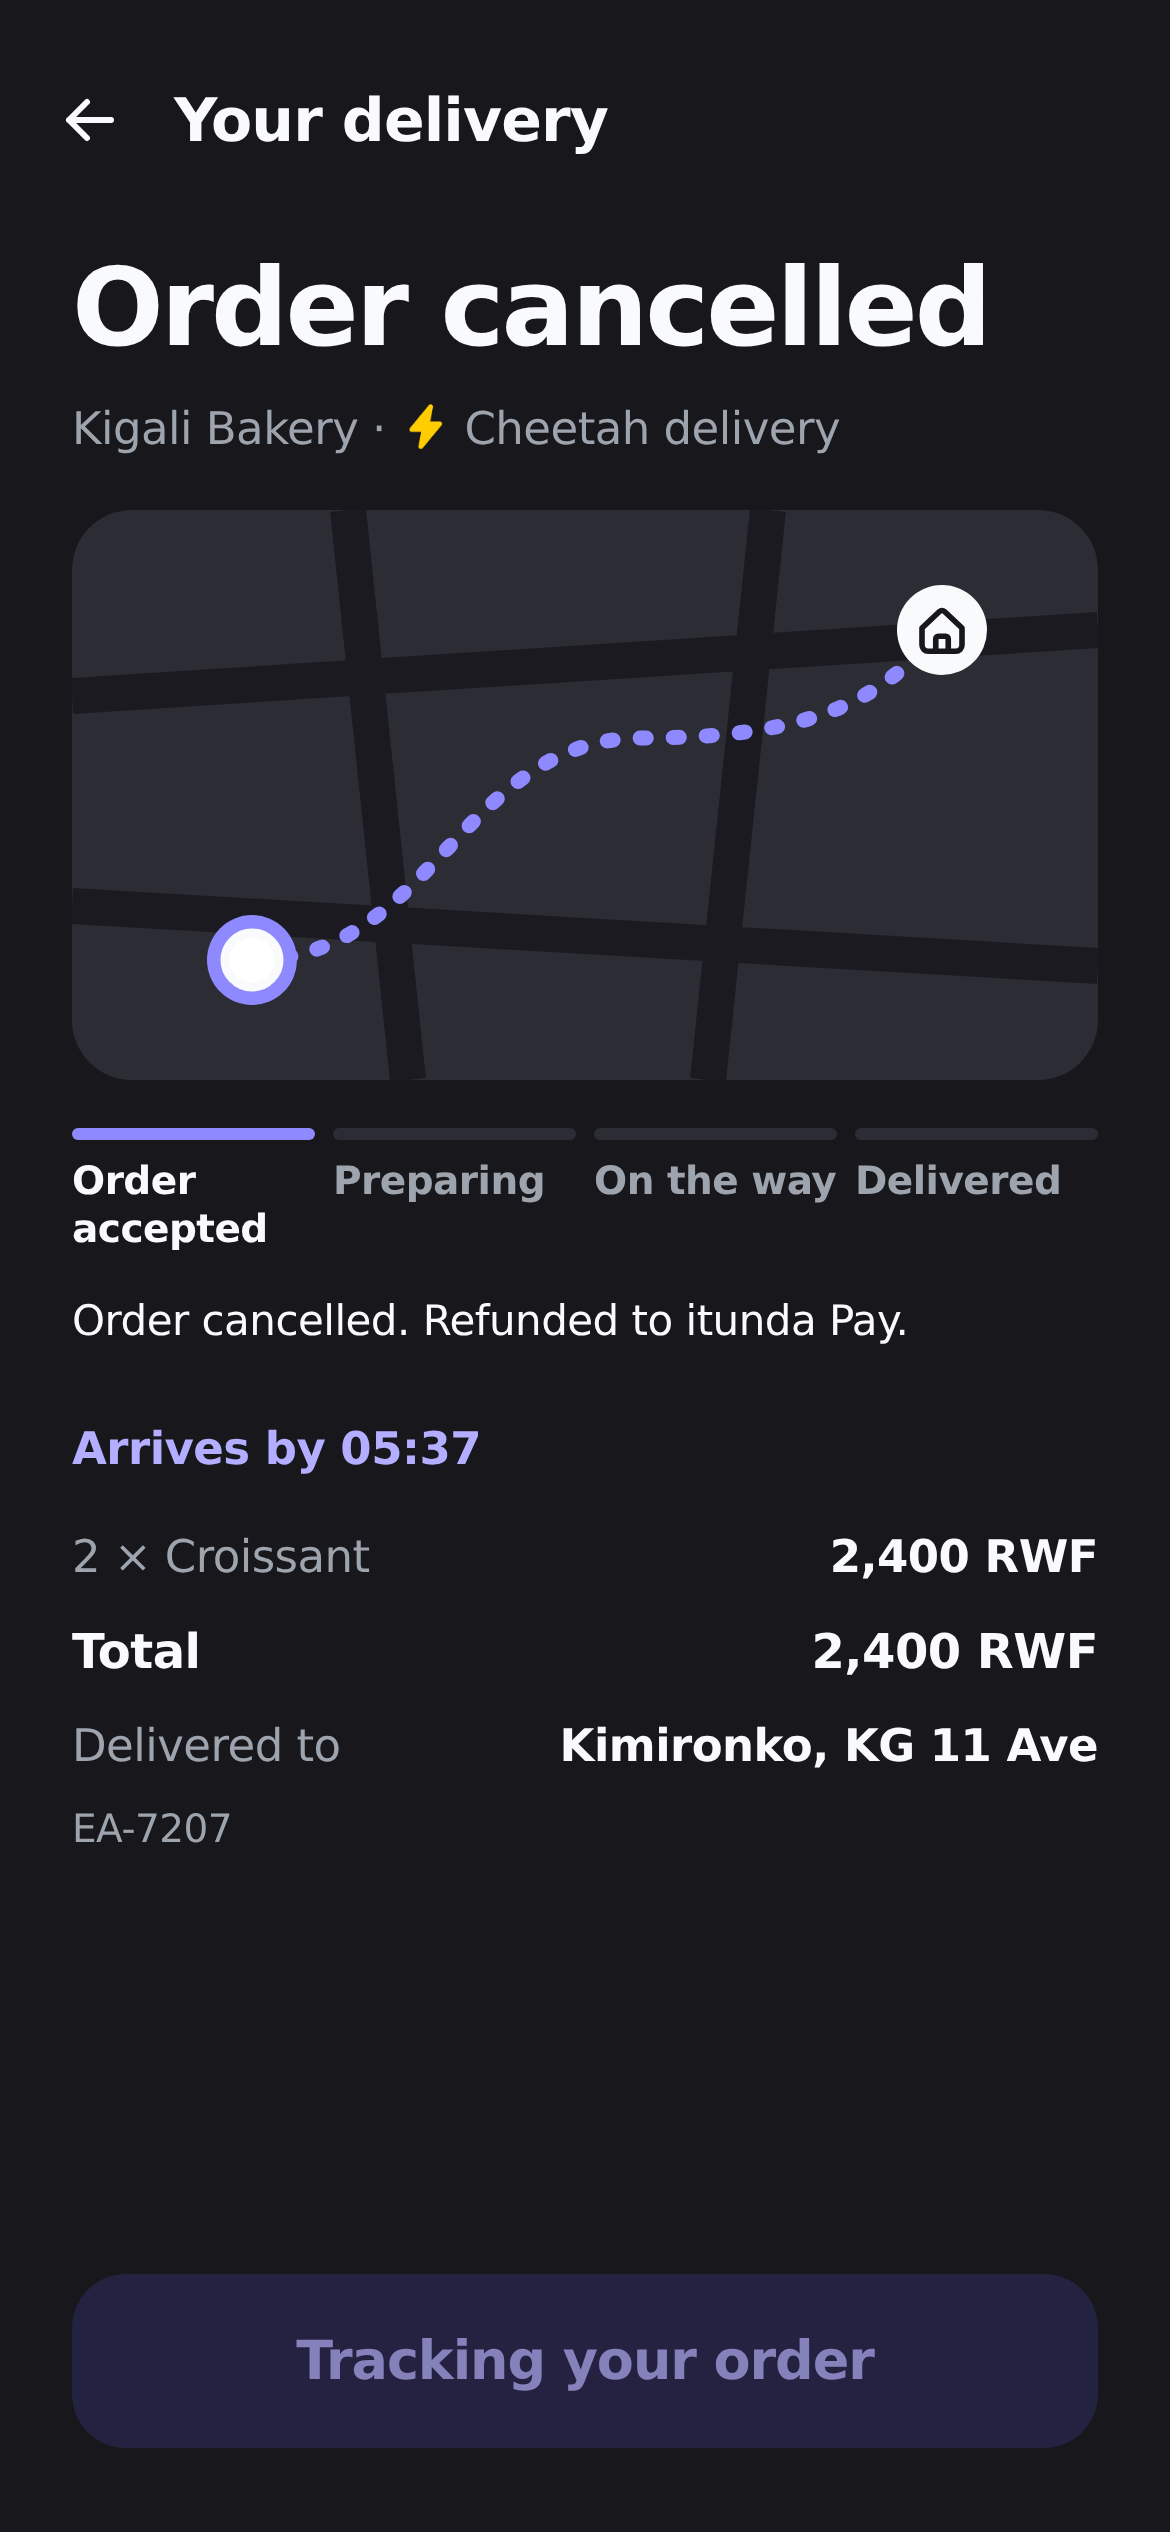 Your delivery
Order cancelled
Kigali Bakery · ⚡ Cheetah delivery
Order accepted
Preparing
On the way
Delivered
Order cancelled. Refunded to itunda Pay.
Arrives by 05:37
2 × Croissant 2,400 RWF
Total 2,400 RWF
Delivered to Kimironko, KG 11 Ave
EA-7207
Tracking your order